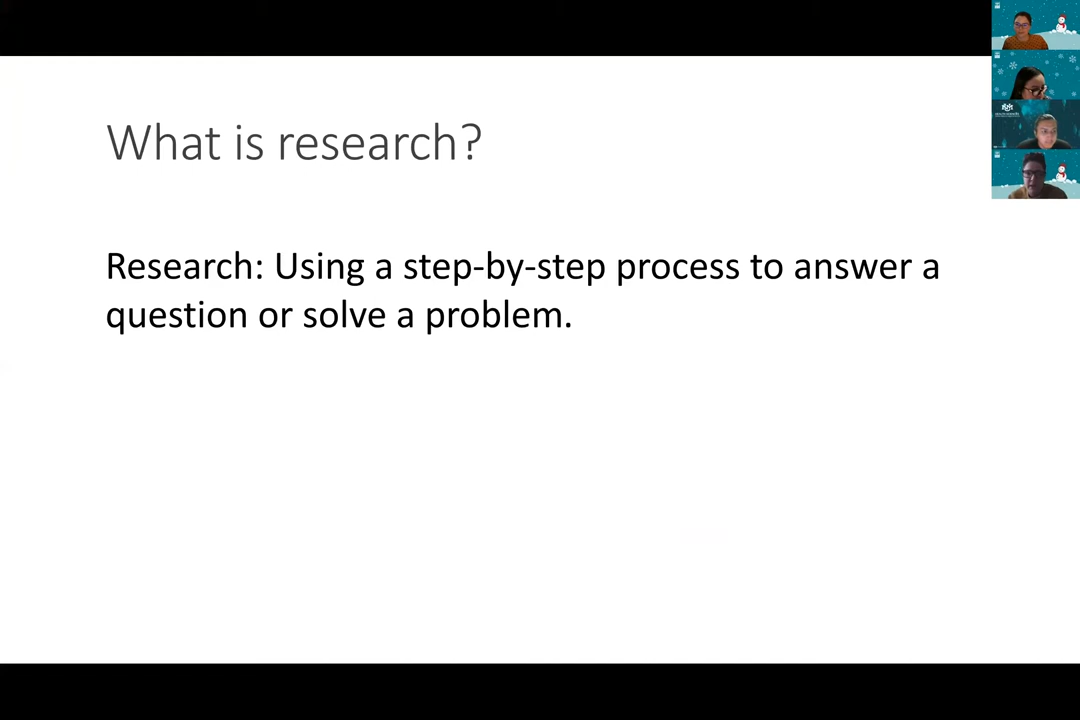 What is research?
Research: Using a step-by-step process to answer a
question or solve a problem.